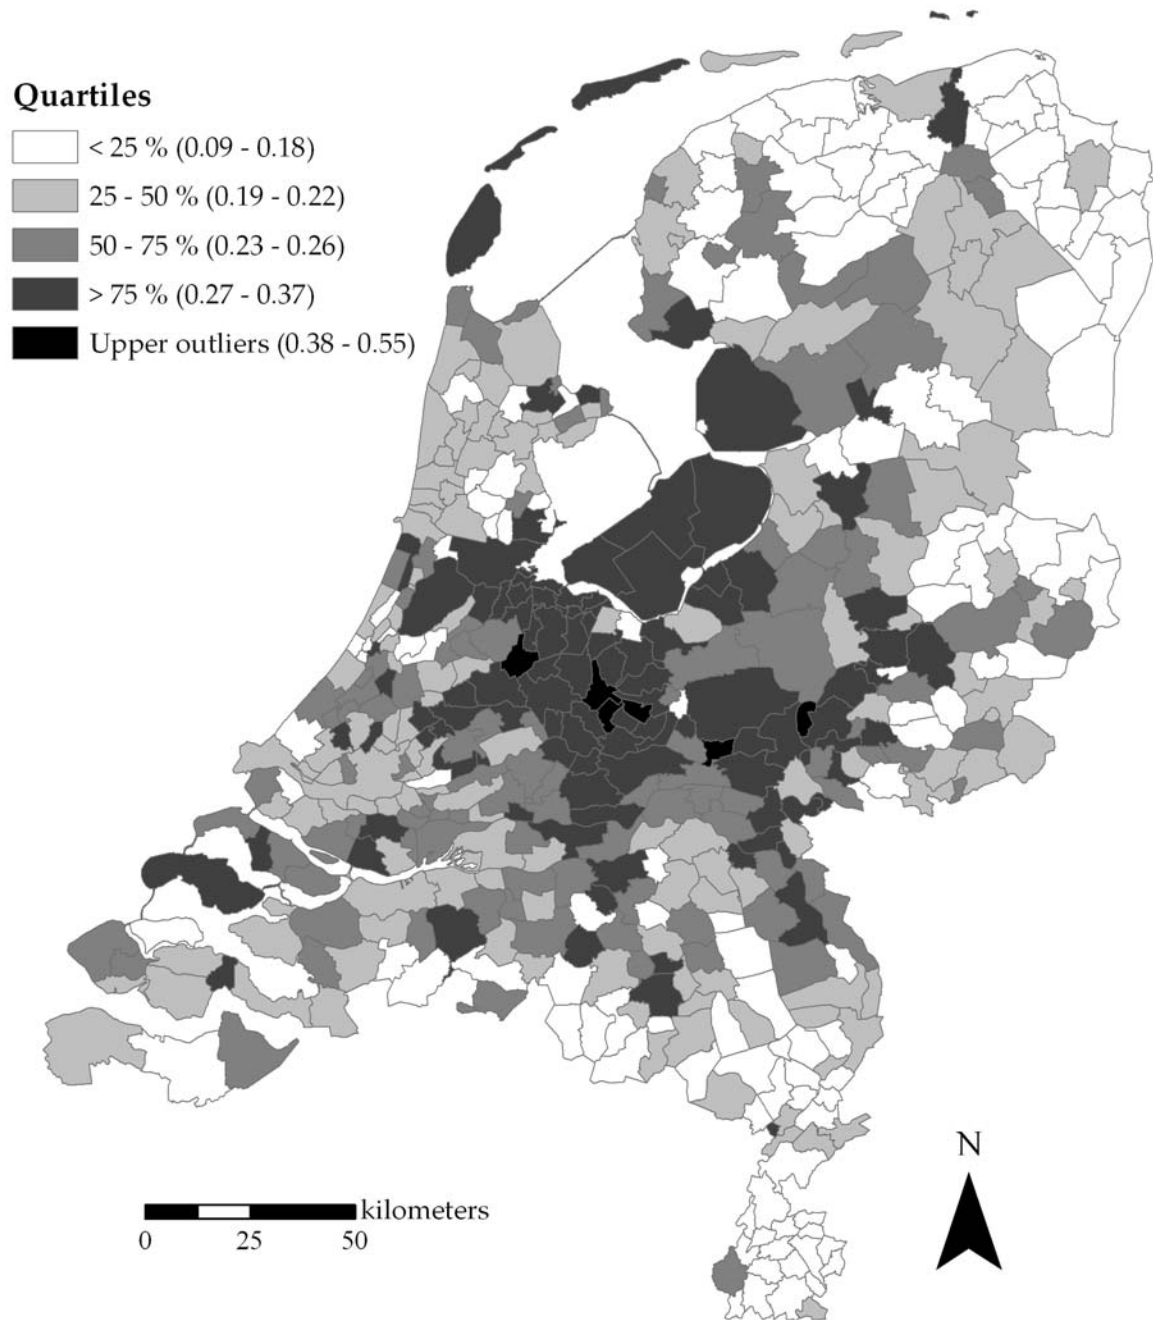 Quartiles
< 25 % (0.09 - 0.18)
25 - 50 % (0.19 - 0.22)
50 - 75 % (0.23 - 0.26)
> 75 % (0.27 - 0.37)
Upper outliers (0.38 - 0.55)
N
kilometers
0 25 50